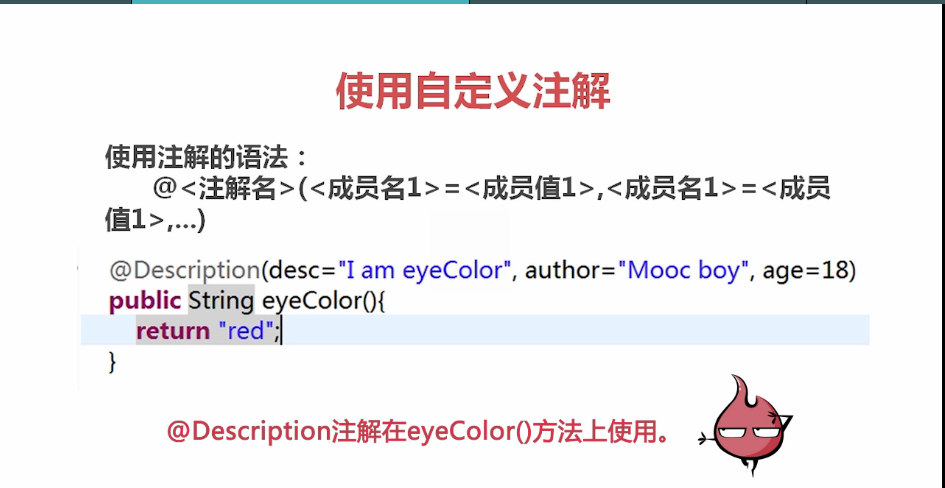 使用自定义注解
使用注解的语法：
@<注解名>(<成员名1>=<成员值1>,<成员名1>=<成员
值1>,...)
@Description(desc="I am eyeColor", author="Mooc boy", age=18)
public String eyeColor(){
return "red";
}
@Description注解在eyeColor()方法上使用。